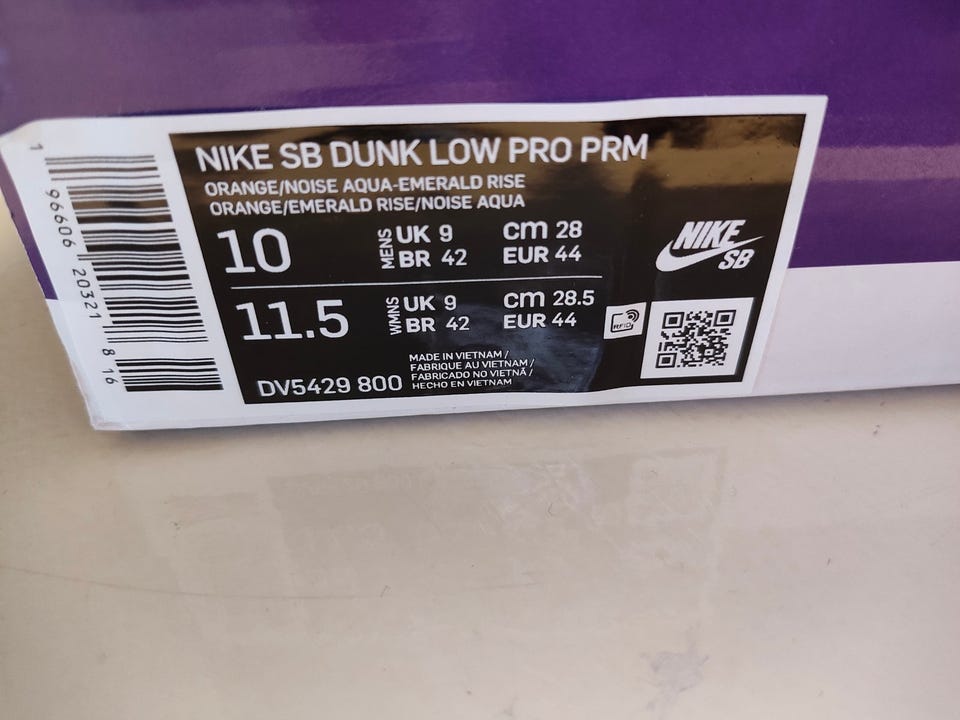 NIKE SB DUNK LOW PRO PRM
ORANGE/NOISE AQUA-EMERALD RISE
ORANGE/EMERALD RISE/NOISE AQUA
10 MENS UK 9 cm 28
BR 42 EUR 44
11.5 WMNS UK 9 cm 28.5
BR 42 EUR 44
DV5429 800
MADE IN VIETNAM /
FABRIQUE AU VIETNAM /
FABRICADO NO VIETNÃ /
HECHO EN VIETNAM
NIKE
SB
RFID
1 96606 20321 8 16